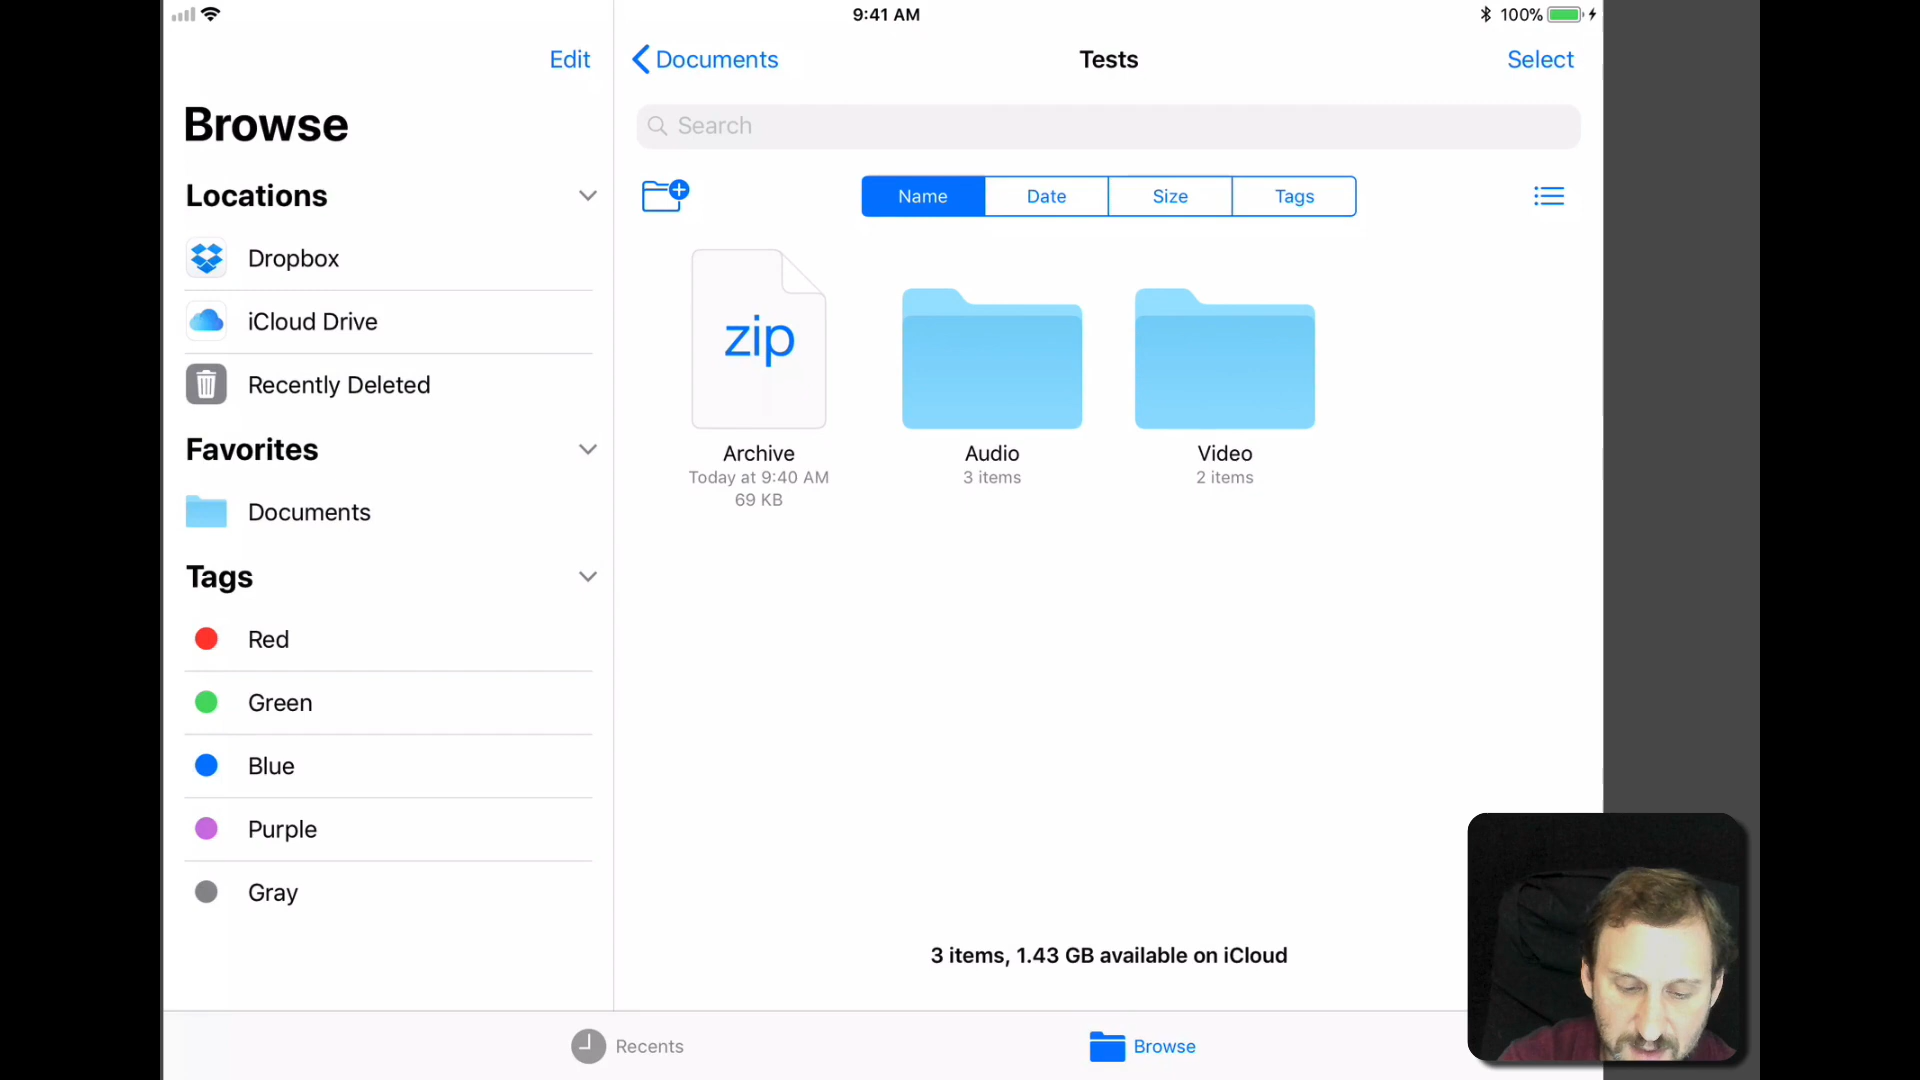 9:41 AM
100%
Edit
Documents
Tests
Select
Browse
Search
Locations
Name
Date
Size
Tags
Dropbox
iCloud Drive
Recently Deleted
Favorites
Documents
Tags
Red
Green
Blue
Purple
Gray
zip
Archive
Today at 9:40 AM
69 KB
Audio
3 items
Video
2 items
3 items, 1.43 GB available on iCloud
Recents
Browse